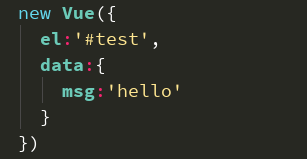 new Vue({
  el:'#test',
  data:{
    msg:'hello'
  }
})